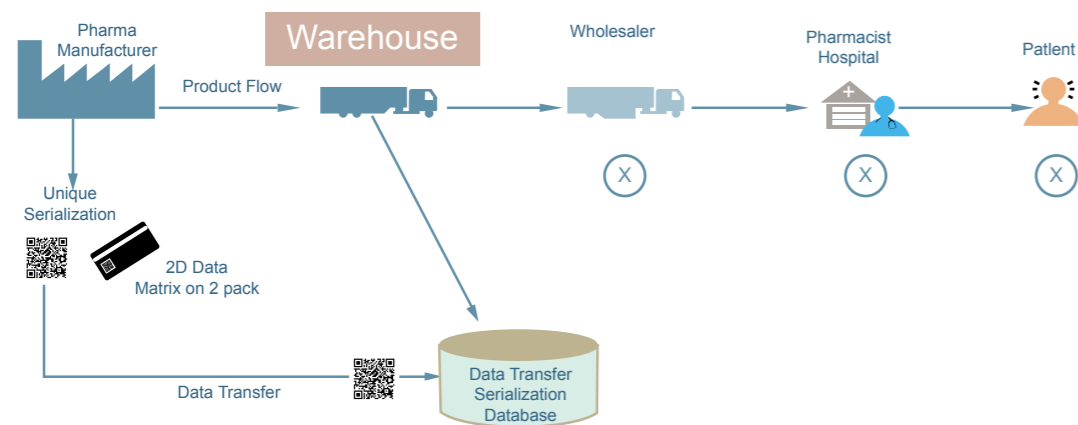 Pharma
Manufacturer
Warehouse
Wholesaler
Pharmacist
Hospital
Patlent
Product Flow
X
X
X
Unique
Serialization
2D Data
Matrix on 2 pack
Data Transfer
Data Transfer
Serialization
Database